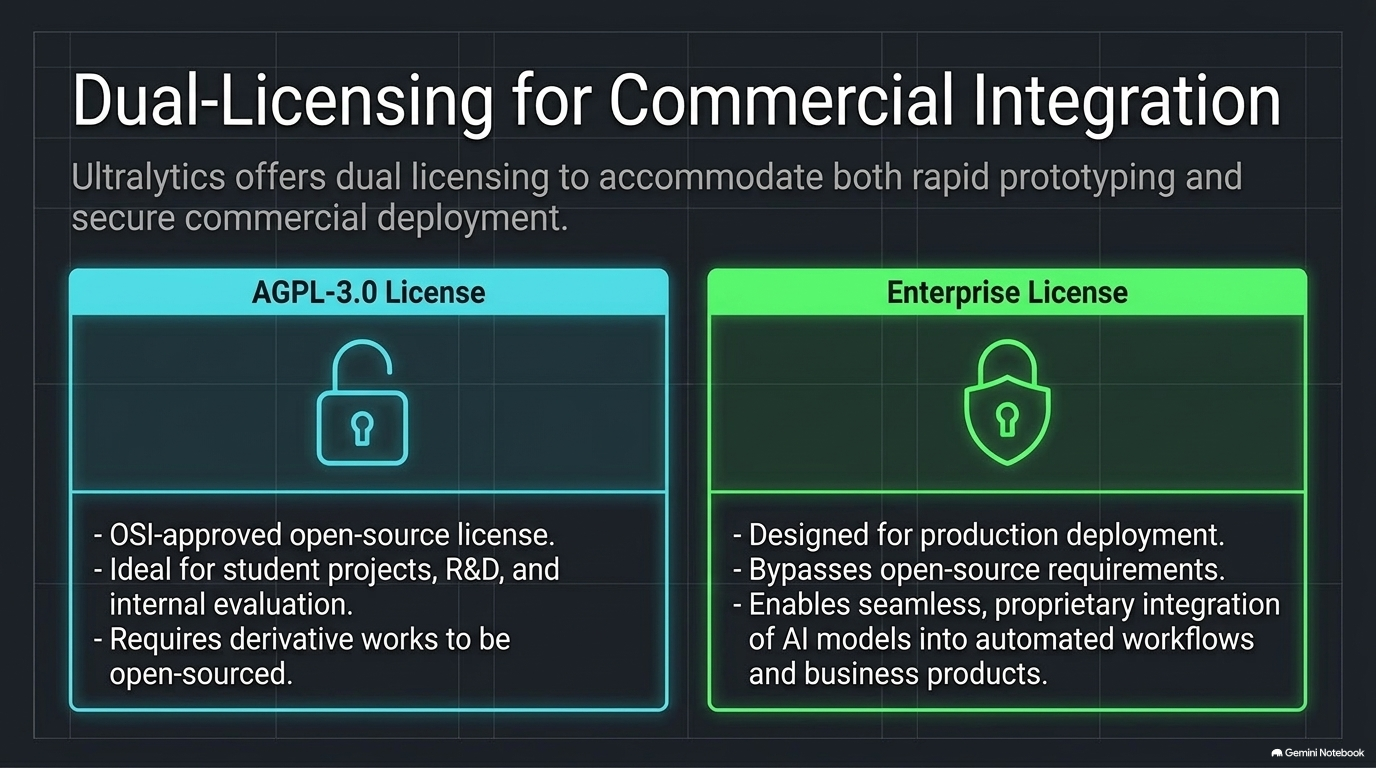 Dual-Licensing for Commercial Integration
Ultralytics offers dual licensing to accommodate both rapid prototyping and
secure commercial deployment.
AGPL-3.0 License
- OSI-approved open-source license.
- Ideal for student projects, R&D, and
internal evaluation.
- Requires derivative works to be
open-sourced.
Enterprise License
- Designed for production deployment.
- Bypasses open-source requirements.
- Enables seamless, proprietary integration
of AI models into automated workflows
and business products.
Gemini Notebook